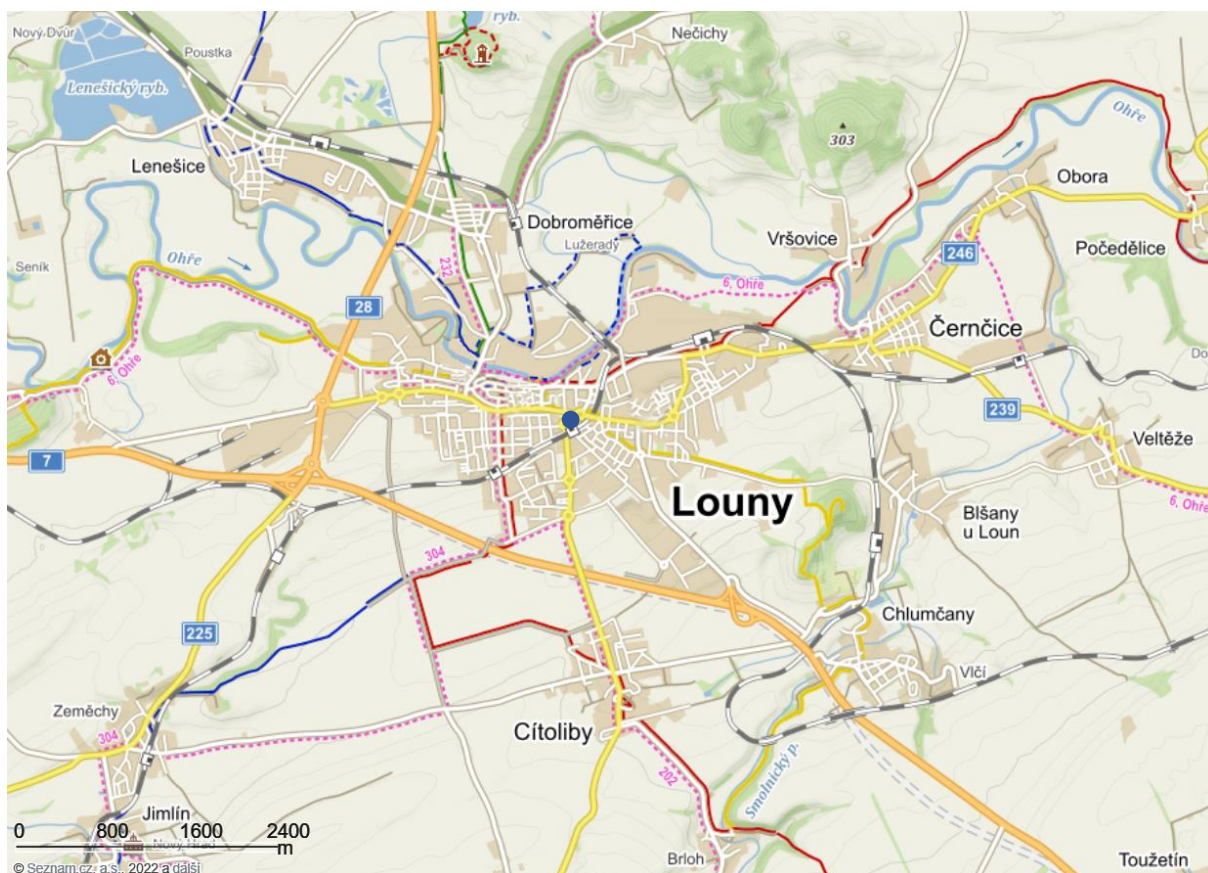 Nový Dvůr
ryb.
Nečichy
Poustka
Lenešický ryb.
Ohře
303
Lenešice
Obora
Dobroměřice
Vršovice
Lužerady
246
Počedělice
Seník
Ohře
232
6, Ohře
28
Černčice
6, Ohře
239
Veltěže
7
6, Ohře
Louny
Blšany
u Loun
304
Chlumčany
225
Vlčí
Zeměchy
Cítoliby
304
202
Smolnický p.
Jimlín
0 800 1600 2400
m
Nový Hrad
Brloh
Toužetín
© Seznam.cz, a.s., 2022 a další